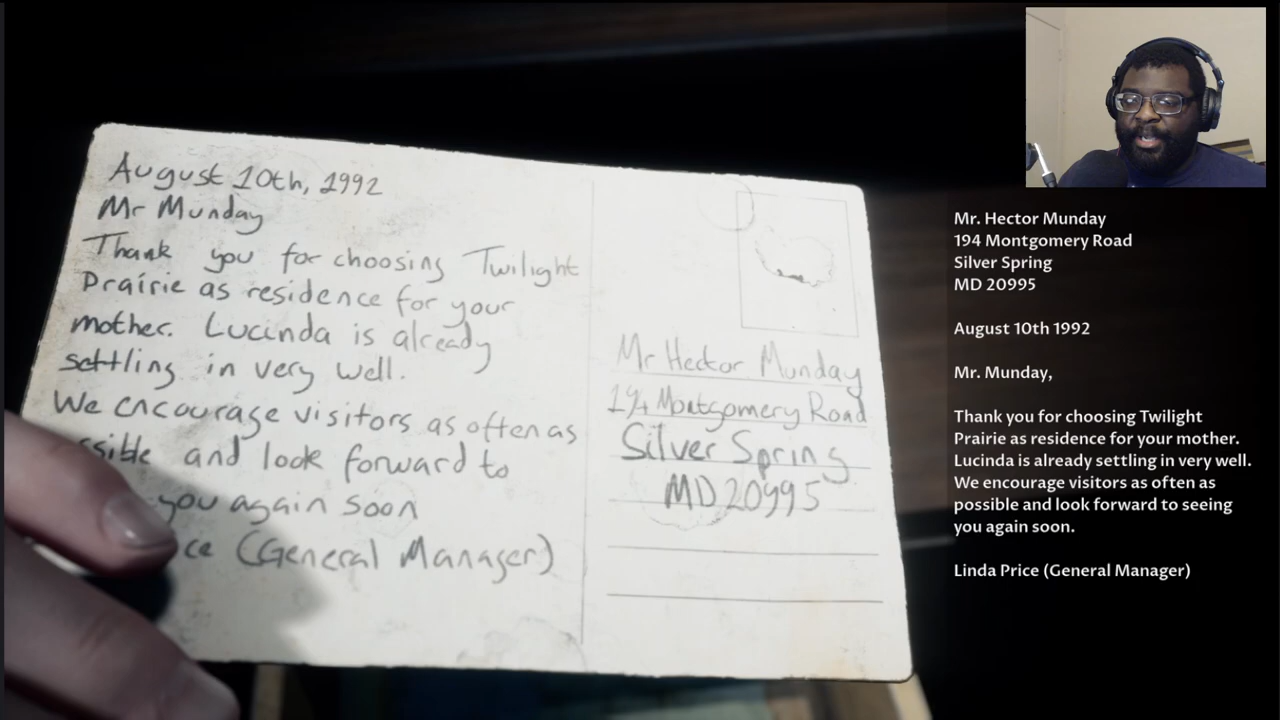 August 10th, 1992
Mr Munday
Thank you for choosing Twilight
Prairie as residence for your
mother. Lucinda is already
settling in very well.
We encourage visitors as often as
ssible and look forward to
you again soon
ce (General Manager)
Mr Hector Munday
194 Montgomery Road
Silver Spring
MD 20995
Mr. Hector Munday
194 Montgomery Road
Silver Spring
MD 20995
August 10th 1992
Mr. Munday,
Thank you for choosing Twilight
Prairie as residence for your mother.
Lucinda is already settling in very well.
We encourage visitors as often as
possible and look forward to seeing
you again soon.
Linda Price (General Manager)